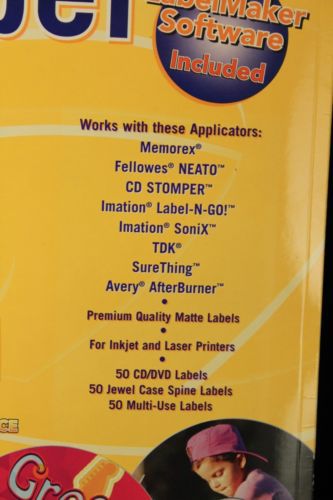 LabelMaker
Software
Included
Works with these Applicators:
Memorex®
Fellowes® NEATO™
CD STOMPER™
Imation® Label-N-GO!™
Imation® SoniX™
TDK®
SureThing™
Avery® AfterBurner™
•
Premium Quality Matte Labels
•
For Inkjet and Laser Printers
•
50 CD/DVD Labels
50 Jewel Case Spine Labels
50 Multi-Use Labels